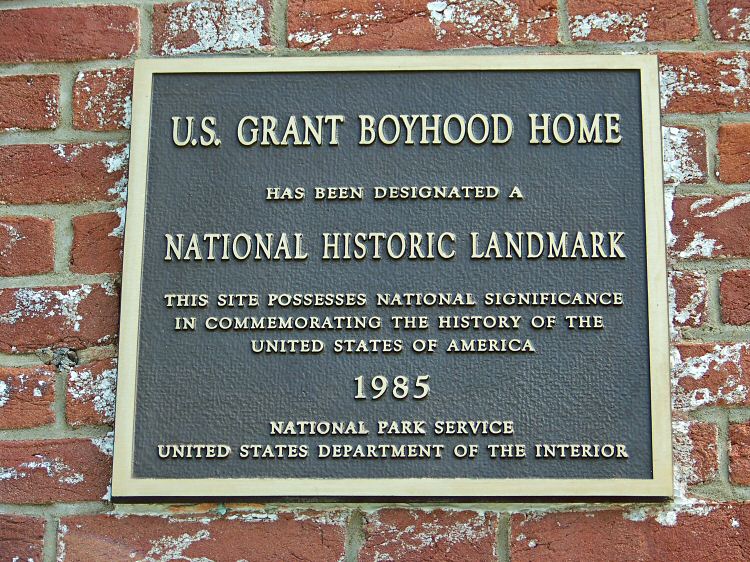 U.S. GRANT BOYHOOD HOME
HAS BEEN DESIGNATED A
NATIONAL HISTORIC LANDMARK
THIS SITE POSSESSES NATIONAL SIGNIFICANCE
IN COMMEMORATING THE HISTORY OF THE
UNITED STATES OF AMERICA
1985
NATIONAL PARK SERVICE
UNITED STATES DEPARTMENT OF THE INTERIOR